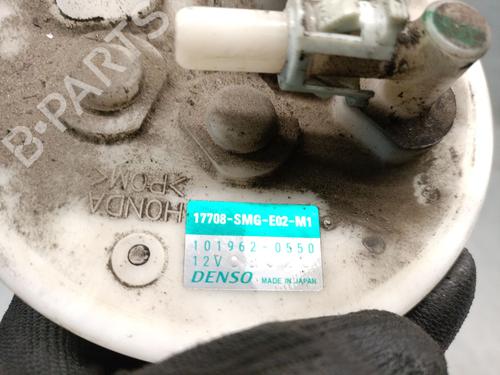 B-PARTS
HONDA
>POM<
17708-SMG-E02-M1
101962-0550
12V
DENSO MADE IN JAPAN